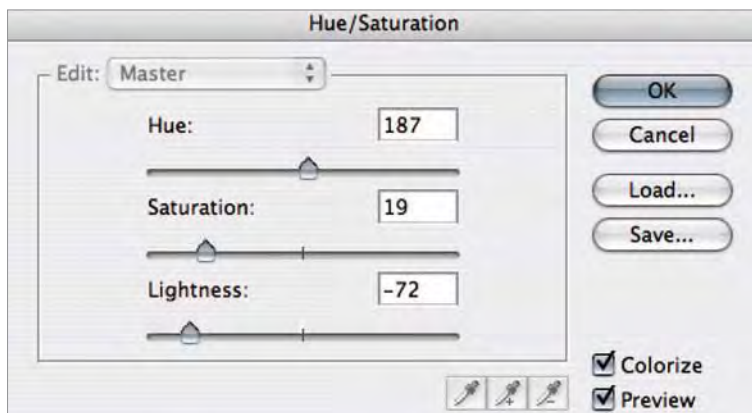 Hue/Saturation
Edit: Master
OK
Hue: 187
Cancel
Load...
Saturation: 19
Save...
Lightness: -72
Colorize
Preview